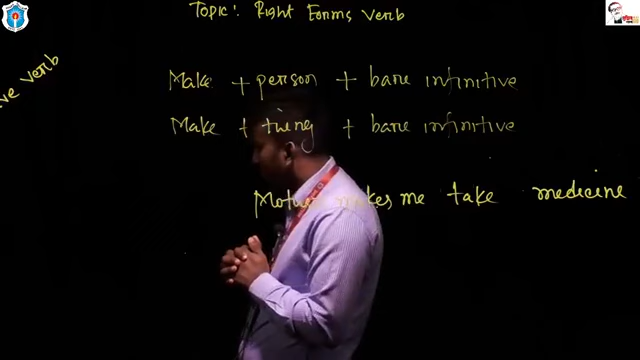 Topic: Right Forms verb
ve verb
Make + person + bare infinitive
Make + thing + bare infinitive
Mother makes me take medicine